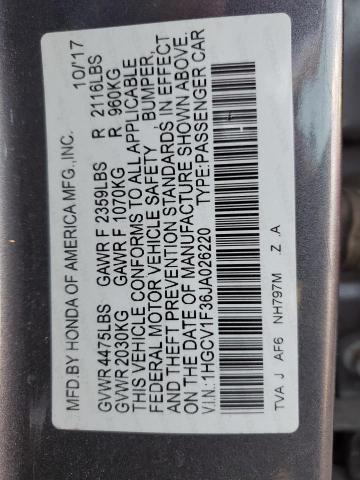 MFD.BY HONDA OF AMERICA MFG.,INC. 10/17
GVWR 4475LBS GAWR F 2359LBS R 2116LBS
GVWR 2030KG GAWR F 1070KG R 960KG
THIS VEHICLE CONFORMS TO ALL APPLICABLE
FEDERAL MOTOR VEHICLE SAFETY , BUMPER,
AND THEFT PREVENTION STANDARDS IN EFFECT
ON THE DATE OF MANUFACTURE SHOWN ABOVE.
V.I.N.: 1HGCV1F36JA026220 TYPE:PASSENGER CAR
TVA J AF6 NH797M .Z .A